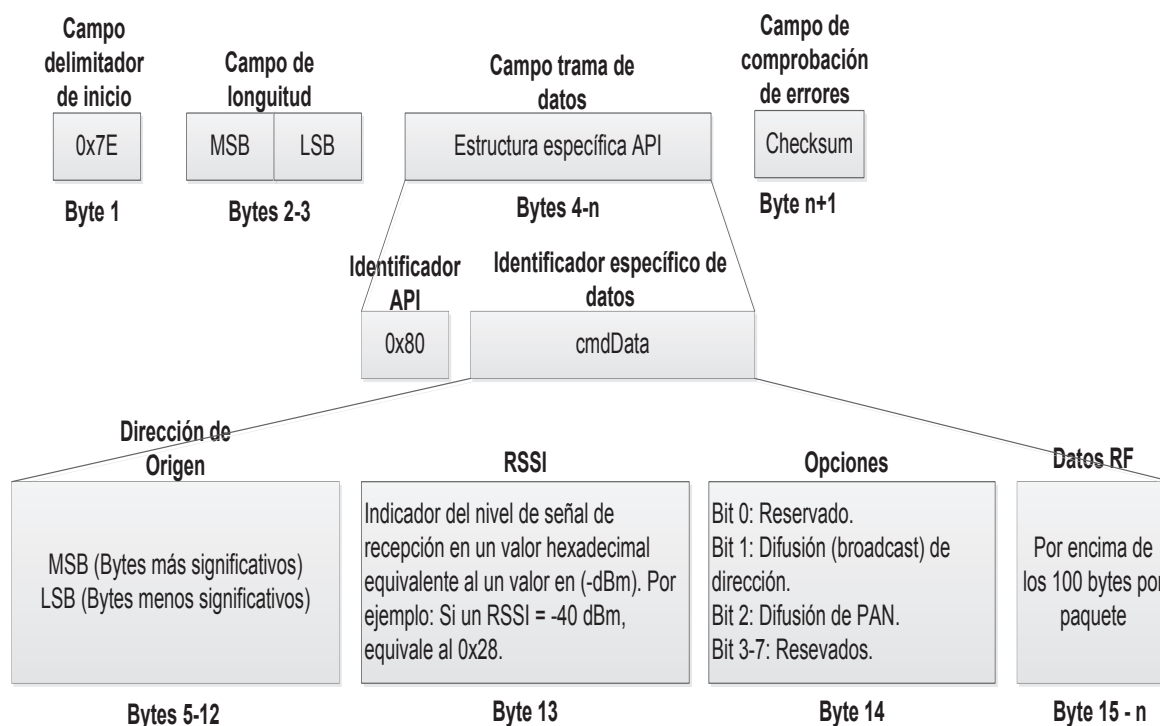 Campo
delimitador
de inicio
Campo de
longuitud
Campo trama de
datos
Campo de
comprobación
de errores
0x7E
MSB
LSB
Estructura específica API
Checksum
Byte 1
Bytes 2-3
Bytes 4-n
Byte n+1
Identificador
API
Identificador específico de
datos
0x80
cmdData
Dirección de
Origen
RSSI
Opciones
Datos RF
MSB (Bytes más significativos)
LSB (Bytes menos significativos)
Indicador del nivel de señal de
recepción en un valor hexadecimal
equivalente al un valor en (-dBm). Por
ejemplo: Si un RSSI = -40 dBm,
equivale al 0x28.
Bit 0: Reservado.
Bit 1: Difusión (broadcast) de
dirección.
Bit 2: Difusión de PAN.
Bit 3-7: Resevados.
Por encima de
los 100 bytes por
paquete
Bytes 5-12
Byte 13
Byte 14
Byte 15 - n